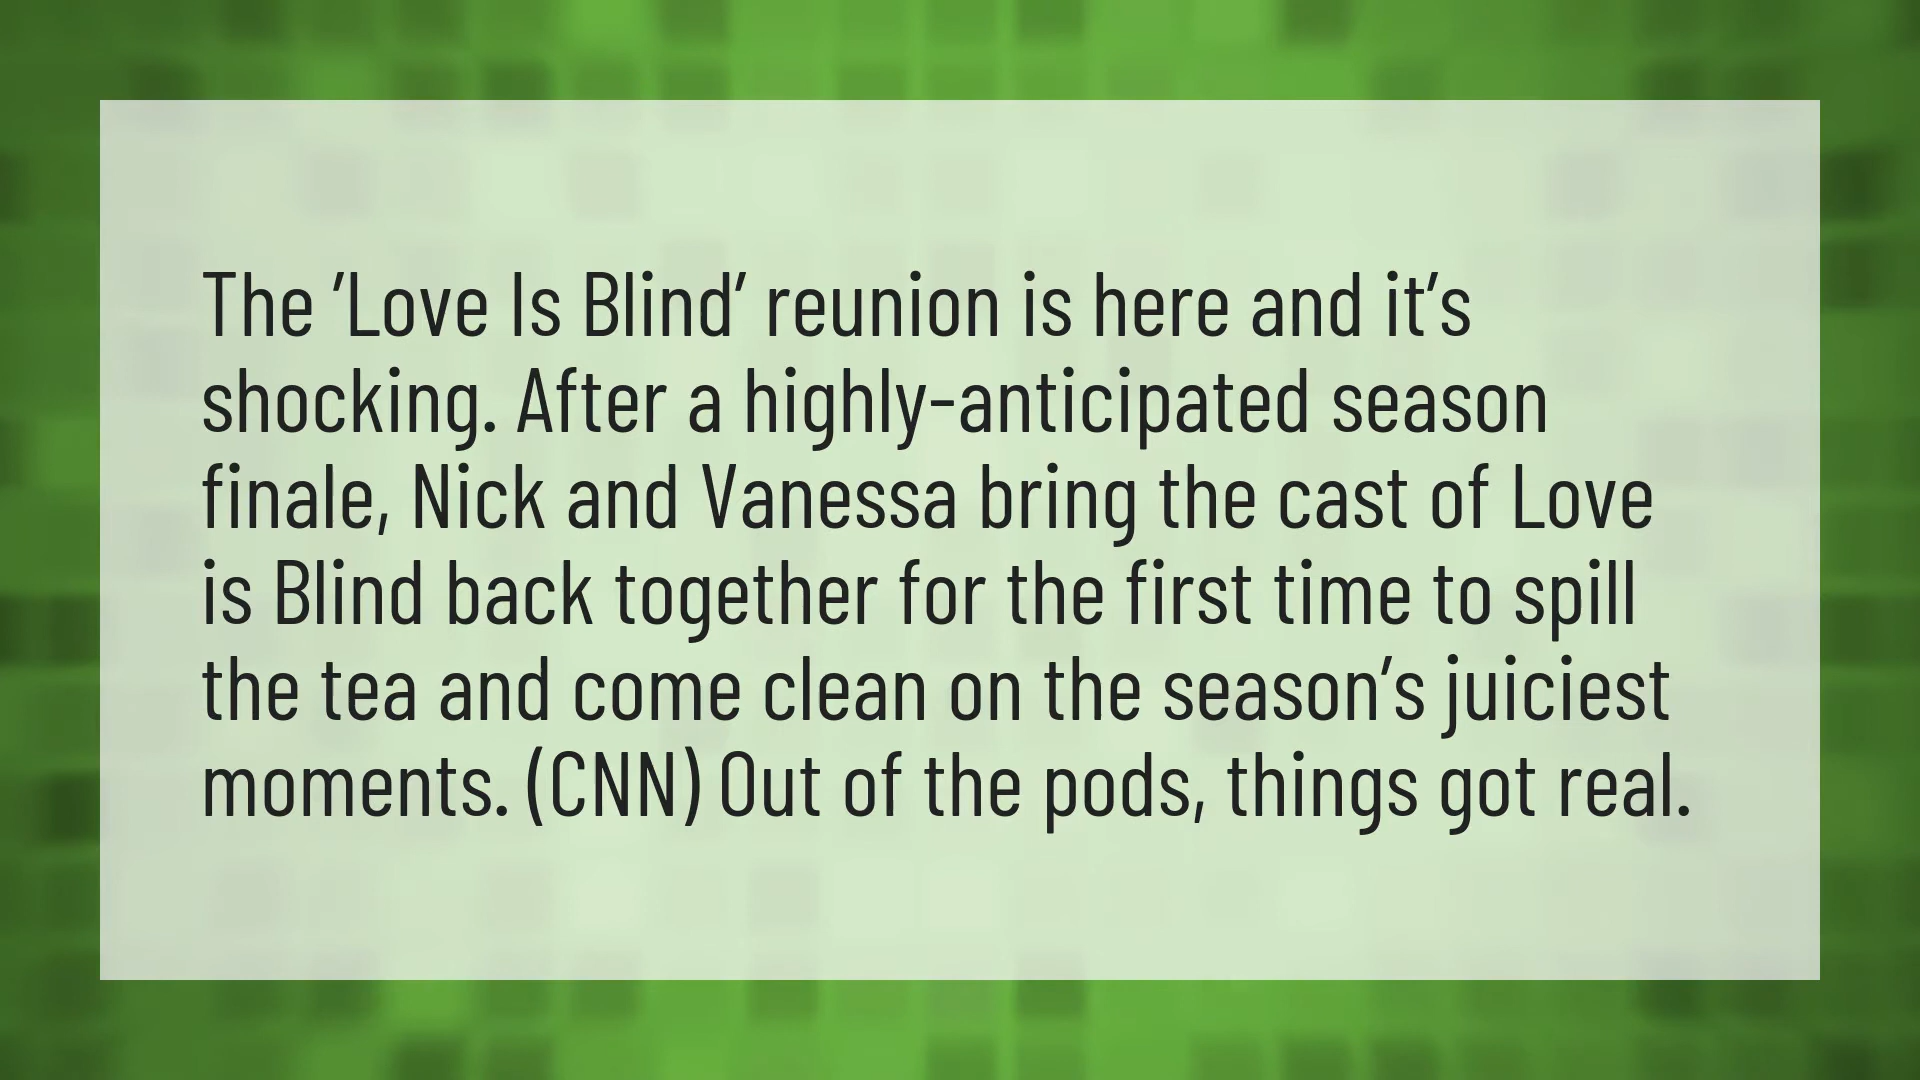 The ‘Love Is Blind’ reunion is here and it’s
shocking. After a highly-anticipated season
finale, Nick and Vanessa bring the cast of Love
is Blind back together for the first time to spill
the tea and come clean on the season’s juiciest
moments. (CNN) Out of the pods, things got real.